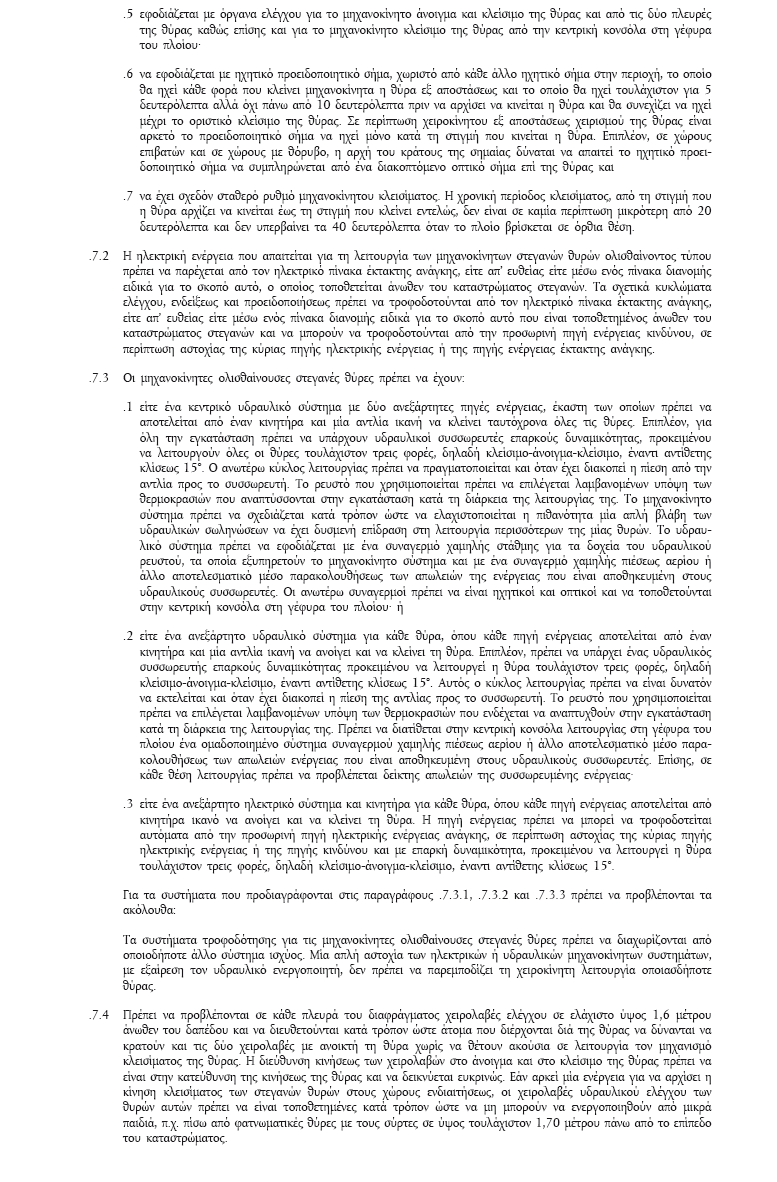 .5 εφοδιάζεται με όργανα ελέγχου για το μηχανοκίνητο άνοιγμα και κλείσιμο της θύρας και από τις δύο πλευρές
της θύρας καθώς επίσης και για το μηχανοκίνητο κλείσιμο της θύρας από την κεντρική κονσόλα στη γέφυρα
του πλοίου·
.6 να εφοδιάζεται με ηχητικό προειδοποιητικό σήμα, χωριστό από κάθε άλλο ηχητικό σήμα στην περιοχή, το οποίο
θα ηχεί κάθε φορά που κλείνει μηχανοκίνητα η θύρα εξ αποστάσεως και το οποίο θα ηχεί τουλάχιστον για 5
δευτερόλεπτα αλλά όχι πάνω από 10 δευτερόλεπτα πριν να αρχίσει να κινείται η θύρα και θα συνεχίζει να ηχεί
μέχρι το οριστικό κλείσιμο της θύρας. Σε περίπτωση χειροκίνητου εξ αποστάσεως χειρισμού της θύρας είναι
αρκετό το προειδοποιητικό σήμα να ηχεί μόνο κατά τη στιγμή που κινείται η θύρα. Επιπλέον, σε χώρους
επιβατών και σε χώρους με θόρυβο, η αρχή του κράτους της σημαίας δύναται να απαιτεί το ηχητικό προει-
δοποιητικό σήμα να συμπληρώνεται από ένα διακοπτόμενο οπτικό σήμα επί της θύρας και
.7 να έχει σχεδόν σταθερό ρυθμό μηχανοκίνητου κλεισίματος. Η χρονική περίοδος κλεισίματος, από τη στιγμή που
η θύρα αρχίζει να κινείται έως τη στιγμή που κλείνει εντελώς, δεν είναι σε καμία περίπτωση μικρότερη από 20
δευτερόλεπτα και δεν υπερβαίνει τα 40 δευτερόλεπτα όταν το πλοίο βρίσκεται σε όρθια θέση.
.7.2 Η ηλεκτρική ενέργεια που απαιτείται για τη λειτουργία των μηχανοκίνητων στεγανών θυρών ολισθαίνοντος τύπου
πρέπει να παρέχεται από τον ηλεκτρικό πίνακα έκτακτης ανάγκης, είτε απ' ευθείας είτε μέσω ενός πίνακα διανομής
ειδικά για το σκοπό αυτό, ο οποίος τοποθετείται άνωθεν του καταστρώματος στεγανών. Τα σχετικά κυκλώματα
ελέγχου, ενδείξεως και προειδοποιήσεως πρέπει να τροφοδοτούνται από τον ηλεκτρικό πίνακα έκτακτης ανάγκης,
είτε απ' ευθείας είτε μέσω ενός πίνακα διανομής ειδικά για το σκοπό αυτό που είναι τοποθετημένος άνωθεν του
καταστρώματος στεγανών και να μπορούν να τροφοδοτούνται από την προσωρινή πηγή ενέργειας κινδύνου, σε
περίπτωση αστοχίας της κύριας πηγής ηλεκτρικής ενέργειας ή της πηγής ενέργειας έκτακτης ανάγκης.
.7.3 Οι μηχανοκίνητες ολισθαίνουσες στεγανές θύρες πρέπει να έχουν:
.1 είτε ένα κεντρικό υδραυλικό σύστημα με δύο ανεξάρτητες πηγές ενέργειας, έκαστη των οποίων πρέπει να
αποτελείται από έναν κινητήρα και μία αντλία ικανή να κλείνει ταυτόχρονα όλες τις θύρες. Επιπλέον, για
όλη την εγκατάσταση πρέπει να υπάρχουν υδραυλικοί συσσωρευτές επαρκούς δυναμικότητας, προκειμένου
να λειτουργούν όλες οι θύρες τουλάχιστον τρεις φορές, δηλαδή κλείσιμο-άνοιγμα-κλείσιμο, έναντι αντίθετης
κλίσεως 15°. Ο ανωτέρω κύκλος λειτουργίας πρέπει να πραγματοποιείται και όταν έχει διακοπεί η πίεση από την
αντλία προς το συσσωρευτή. Το ρευστό που χρησιμοποιείται πρέπει να επιλέγεται λαμβανομένων υπόψη των
θερμοκρασιών που αναπτύσσονται στην εγκατάσταση κατά τη διάρκεια της λειτουργίας της. Το μηχανοκίνητο
σύστημα πρέπει να σχεδιάζεται κατά τρόπον ώστε να ελαχιστοποιείται η πιθανότητα μία απλή βλάβη των
υδραυλικών σωληνώσεων να έχει δυσμενή επίδραση στη λειτουργία περισσότερων της μίας θυρών. Το υδραυ-
λικό σύστημα πρέπει να εφοδιάζεται με ένα συναγερμό χαμηλής στάθμης για τα δοχεία του υδραυλικού
ρευστού, τα οποία εξυπηρετούν το μηχανοκίνητο σύστημα και με ένα συναγερμό χαμηλής πιέσεως αερίου ή
άλλο αποτελεσματικό μέσο παρακολουθήσεως των απωλειών της ενέργειας που είναι αποθηκευμένη στους
υδραυλικούς συσσωρευτές. Οι ανωτέρω συναγερμοί πρέπει να είναι ηχητικοί και οπτικοί και να τοποθετούνται
στην κεντρική κονσόλα στη γέφυρα του πλοίου· ή
.2 είτε ένα ανεξάρτητο υδραυλικό σύστημα για κάθε θύρα, όπου κάθε πηγή ενέργειας αποτελείται από έναν
κινητήρα και μία αντλία ικανή να ανοίγει και να κλείνει τη θύρα. Επιπλέον, πρέπει να υπάρχει ένας υδραυλικός
συσσωρευτής επαρκούς δυναμικότητας προκειμένου να λειτουργεί η θύρα τουλάχιστον τρεις φορές, δηλαδή
κλείσιμο-άνοιγμα-κλείσιμο, έναντι αντίθετης κλίσεως 15°. Αυτός ο κύκλος λειτουργίας πρέπει να είναι δυνατόν
να εκτελείται και όταν έχει διακοπεί η πίεση της αντλίας προς το συσσωρευτή. Το ρευστό που χρησιμοποιείται
πρέπει να επιλέγεται λαμβανομένων υπόψη των θερμοκρασιών που ενδέχεται να αναπτυχθούν στην εγκατάσταση
κατά τη διάρκεια της λειτουργίας της. Πρέπει να διατίθεται στην κεντρική κονσόλα λειτουργίας στη γέφυρα του
πλοίου ένα ομαδοποιημένο σύστημα συναγερμού χαμηλής πιέσεως αερίου ή άλλο αποτελεσματικό μέσο παρα-
κολουθήσεως των απωλειών ενέργειας που είναι αποθηκευμένη στους υδραυλικούς συσσωρευτές. Επίσης, σε
κάθε θέση λειτουργίας πρέπει να προβλέπεται δείκτης απωλειών της συσσωρευμένης ενέργειας·
.3 είτε ένα ανεξάρτητο ηλεκτρικό σύστημα και κινητήρα για κάθε θύρα, όπου κάθε πηγή ενέργειας αποτελείται από
κινητήρα ικανό να ανοίγει και να κλείνει τη θύρα. Η πηγή ενέργειας πρέπει να μπορεί να τροφοδοτείται
αυτόματα από την προσωρινή πηγή ηλεκτρικής ενέργειας ανάγκης, σε περίπτωση αστοχίας της κύριας πηγής
ηλεκτρικής ενέργειας ή της πηγής κινδύνου και με επαρκή δυναμικότητα, προκειμένου να λειτουργεί η θύρα
τουλάχιστον τρεις φορές, δηλαδή κλείσιμο-άνοιγμα-κλείσιμο, έναντι αντίθετης κλίσεως 15°.
Για τα συστήματα που προδιαγράφονται στις παραγράφους .7.3.1, .7.3.2 και .7.3.3 πρέπει να προβλέπονται τα
ακόλουθα:
Τα συστήματα τροφοδότησης για τις μηχανοκίνητες ολισθαίνουσες στεγανές θύρες πρέπει να διαχωρίζονται από
οποιοδήποτε άλλο σύστημα ισχύος. Μία απλή αστοχία των ηλεκτρικών ή υδραυλικών μηχανοκίνητων συστημάτων,
με εξαίρεση τον υδραυλικό ενεργοποιητή, δεν πρέπει να παρεμποδίζει τη χειροκίνητη λειτουργία οποιασδήποτε
θύρας.
.7.4 Πρέπει να προβλέπονται σε κάθε πλευρά του διαφράγματος χειρολαβές ελέγχου σε ελάχιστο ύψος 1,6 μέτρου
άνωθεν του δαπέδου και να διευθετούνται κατά τρόπον ώστε άτομα που διέρχονται διά της θύρας να δύνανται να
κρατούν και τις δύο χειρολαβές με ανοικτή τη θύρα χωρίς να θέτουν ακούσια σε λειτουργία τον μηχανισμό
κλεισίματος της θύρας. Η διεύθυνση κινήσεως των χειρολαβών στο άνοιγμα και στο κλείσιμο της θύρας πρέπει να
είναι στην κατεύθυνση της κινήσεως της θύρας και να δεικνύεται ευκρινώς. Εάν αρκεί μία ενέργεια για να αρχίσει η
κίνηση κλεισίματος των στεγανών θυρών στους χώρους ενδιαιτήσεως, οι χειρολαβές υδραυλικού ελέγχου των
θυρών αυτών πρέπει να είναι τοποθετημένες κατά τρόπον ώστε να μη μπορούν να ενεργοποιηθούν από μικρά
παιδιά, π.χ. πίσω από φατνωματικές θύρες με τους σύρτες σε ύψος τουλάχιστον 1,70 μέτρου πάνω από το επίπεδο
του καταστρώματος.